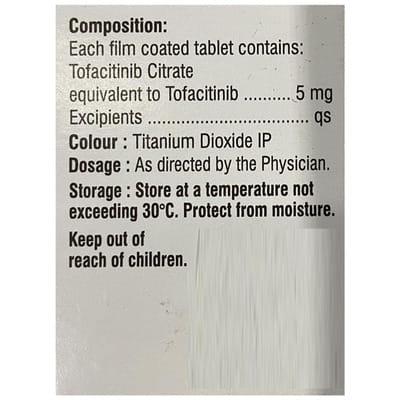 Composition:
Each film coated tablet contains:
Tofacitinib Citrate
equivalent to Tofacitinib .......... 5 mg
Excipients .................................. qs
Colour : Titanium Dioxide IP
Dosage : As directed by the Physician.
Storage : Store at a temperature not
exceeding 30°C. Protect from moisture.
Keep out of
reach of children.